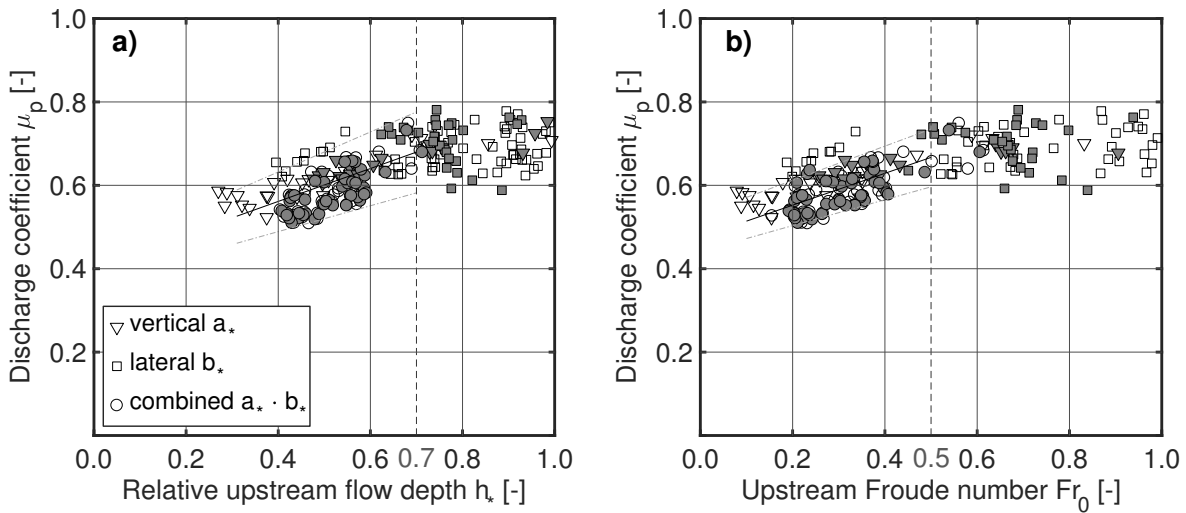 a)
Discharge coefficient μp [-]
1.0
0.8
0.6
0.4
0.2
vertical a*
lateral b*
combined a* · b*
0.0 0.2 0.4 0.6 0.7 0.8 1.0
Relative upstream flow depth h* [-]
b)
Discharge coefficient μp [-]
1.0
0.8
0.6
0.4
0.2
0.0 0.2 0.4 0.5 0.6 0.8 1.0
Upstream Froude number Fr0 [-]